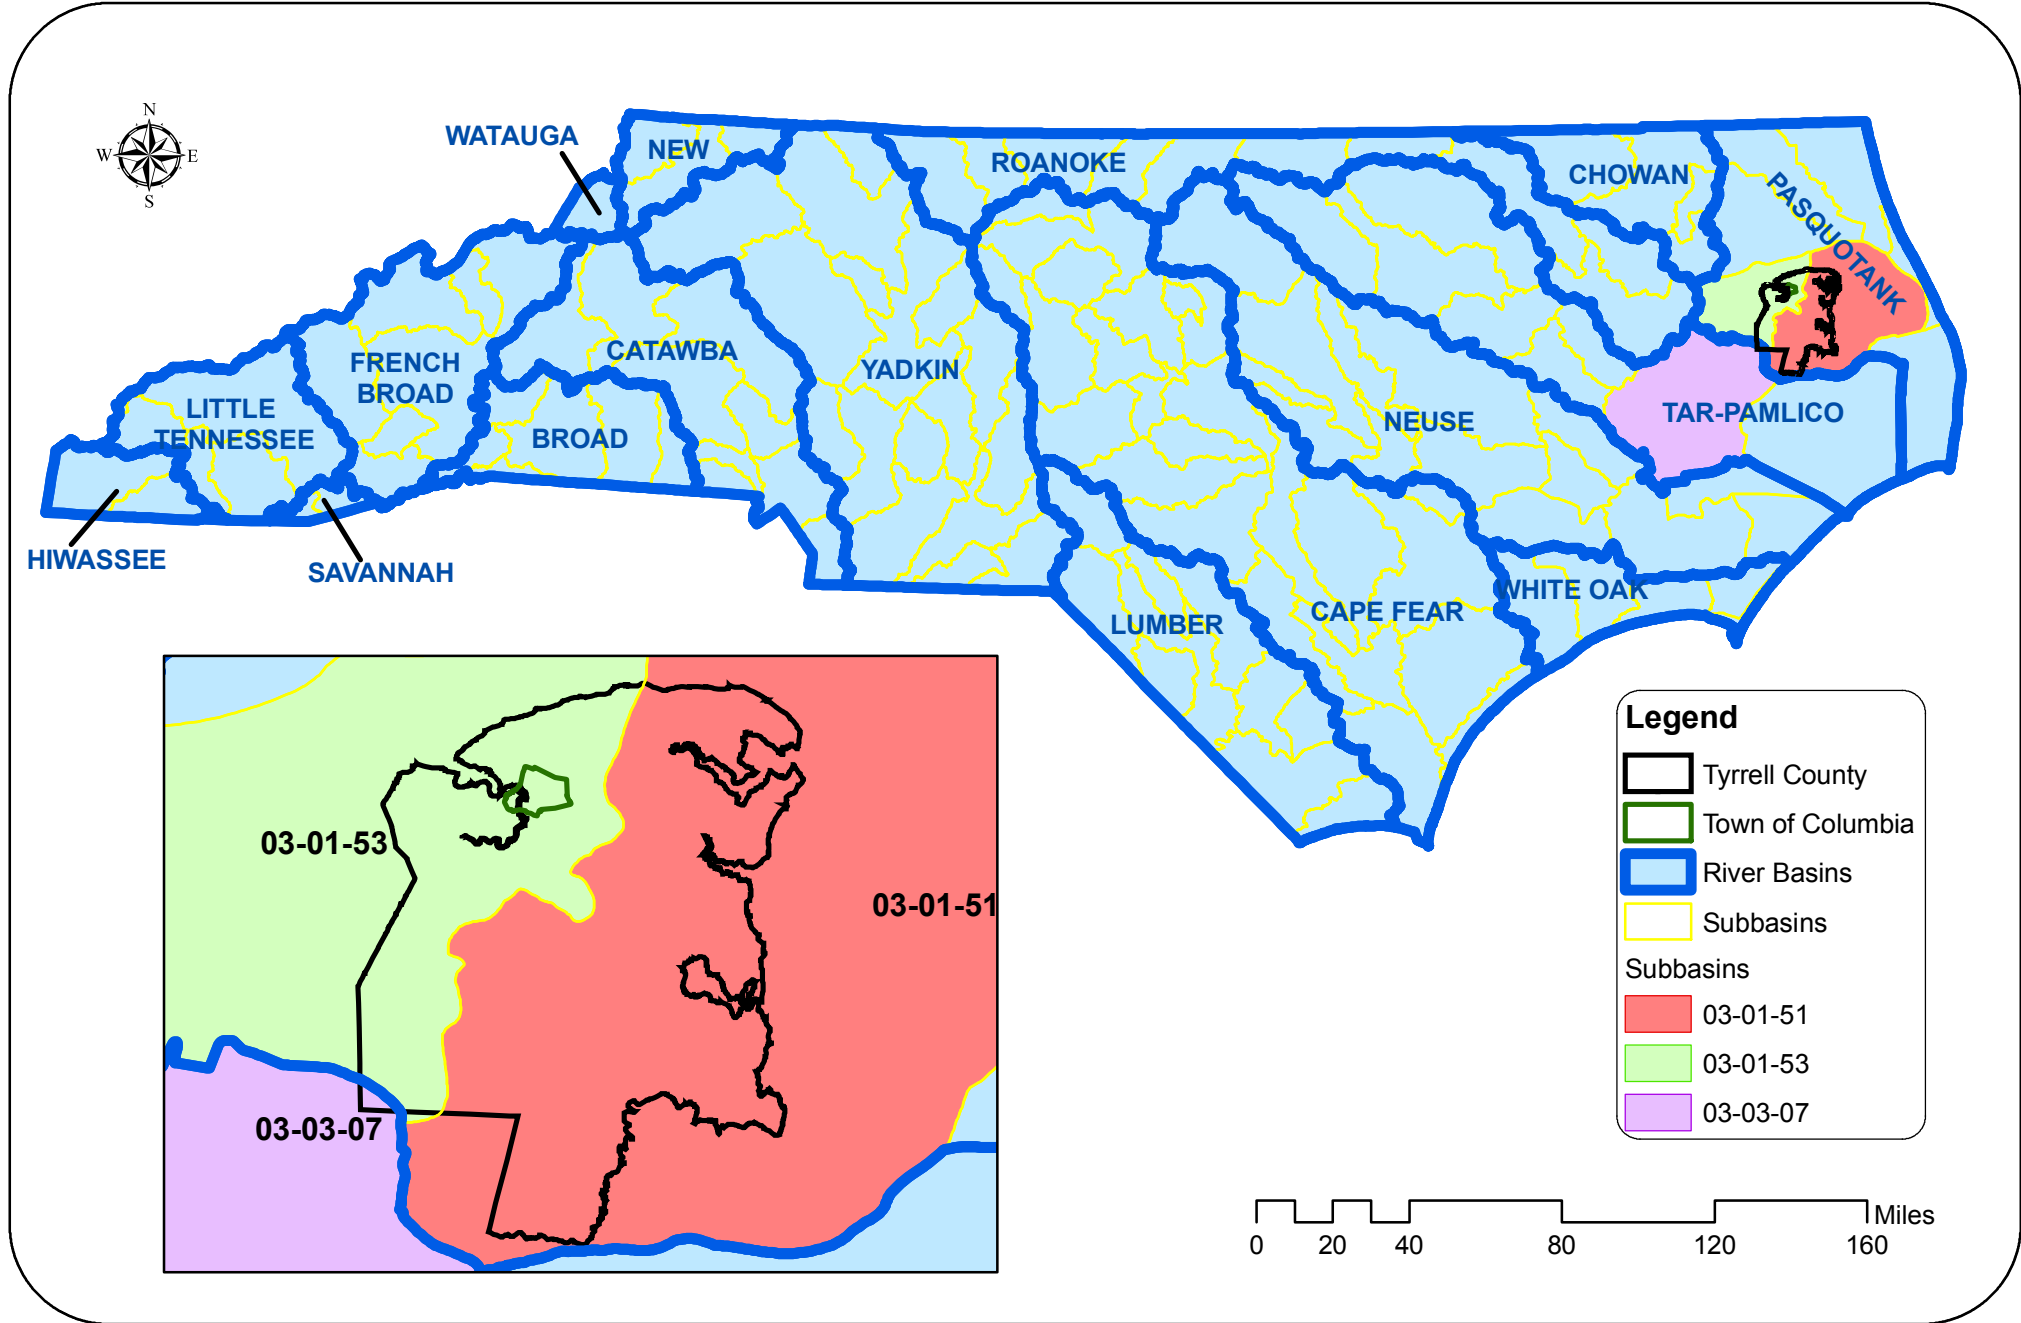 N
W
E
S
WATAUGA
NEW
ROANOKE
CHOWAN
PASQUOTANK
FRENCH
BROAD
CATAWBA
YADKIN
LITTLE
TENNESSEE
BROAD
NEUSE
TAR-PAMLICO
HIWASSEE
SAVANNAH
LUMBER
CAPE FEAR
WHITE OAK
03-01-53
03-01-51
03-03-07
Legend
Tyrrell County
Town of Columbia
River Basins
Subbasins
Subbasins
03-01-51
03-01-53
03-03-07
Miles
0 20 40 80 120 160